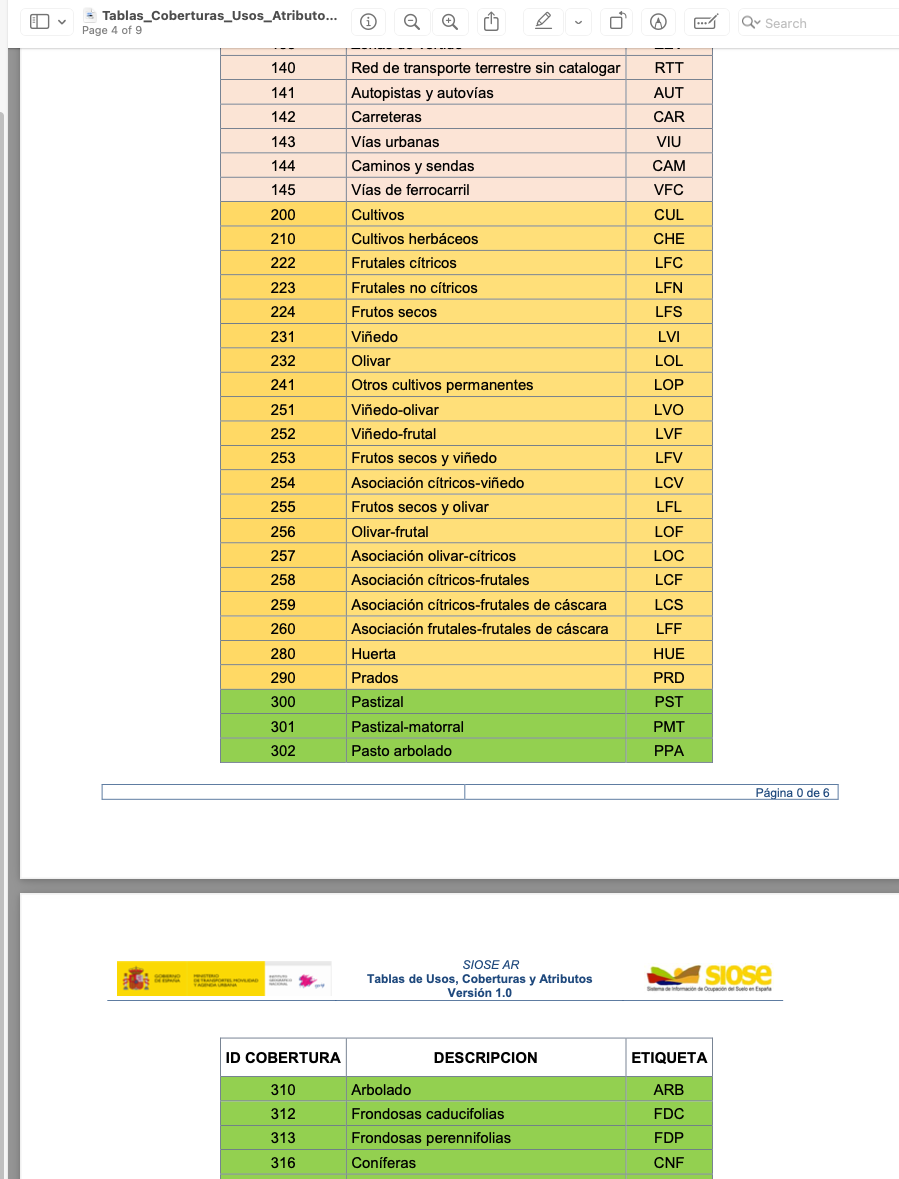 Tablas_Coberturas_Usos_Atributo...
Page 4 of 9
Search
140 Red de transporte terrestre sin catalogar RTT
141 Autopistas y autovías AUT
142 Carreteras CAR
143 Vías urbanas VIU
144 Caminos y sendas CAM
145 Vías de ferrocarril VFC
200 Cultivos CUL
210 Cultivos herbáceos CHE
222 Frutales cítricos LFC
223 Frutales no cítricos LFN
224 Frutos secos LFS
231 Viñedo LVI
232 Olivar LOL
241 Otros cultivos permanentes LOP
251 Viñedo-olivar LVO
252 Viñedo-frutal LVF
253 Frutos secos y viñedo LFV
254 Asociación cítricos-viñedo LCV
255 Frutos secos y olivar LFL
256 Olivar-frutal LOF
257 Asociación olivar-cítricos LOC
258 Asociación cítricos-frutales LCF
259 Asociación cítricos-frutales de cáscara LCS
260 Asociación frutales-frutales de cáscara LFF
280 Huerta HUE
290 Prados PRD
300 Pastizal PST
301 Pastizal-matorral PMT
302 Pasto arbolado PPA
Página 0 de 6
GOBIERNO
DE ESPAÑA
MINISTERIO
DE TRANSPORTES, MOVILIDAD
Y AGENDA URBANA
INSTITUTO
GEOGRÁFICO
NACIONAL
SIOSE AR
Tablas de Usos, Coberturas y Atributos
Versión 1.0
SIOSE
Sistema de Información de Ocupación del Suelo en España
ID COBERTURA DESCRIPCION ETIQUETA
310 Arbolado ARB
312 Frondosas caducifolias FDC
313 Frondosas perennifolias FDP
316 Coníferas CNF